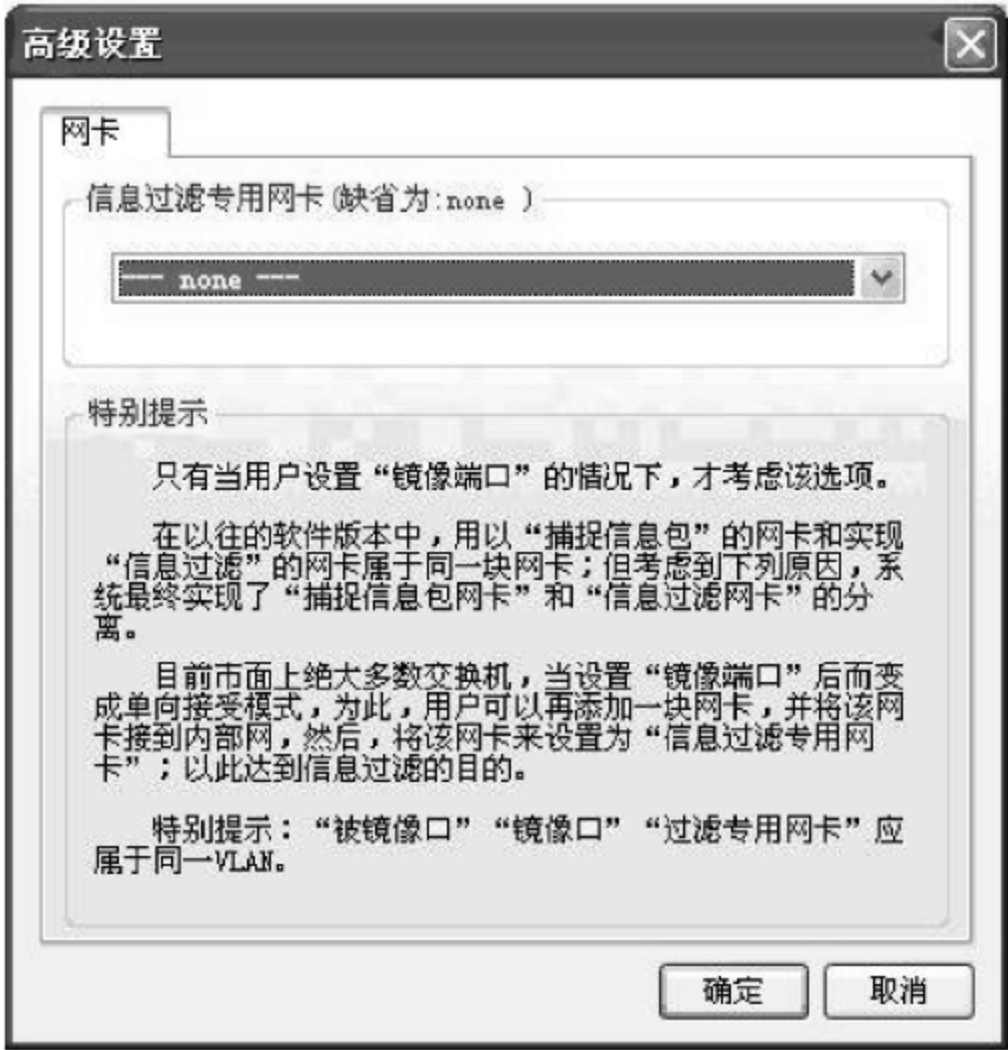 高级设置
网卡
信息过滤专用网卡(缺省为:none )
--- none ---
特别提示
只有当用户设置“镜像端口”的情况下，才考虑该选项。
在以往的软件版本中，用以“捕捉信息包”的网卡和实现
“信息过滤”的网卡属于同一块网卡；但考虑到下列原因，系
统最终实现了“捕捉信息包网卡”和“信息过滤网卡”的分
离。
目前市面上绝大多数交换机，当设置“镜像端口”后而变
成单向接受模式，为此，用户可以再添加一块网卡，并将该网
卡接到内部网，然后，将该网卡来设置为“信息过滤专用网
卡”；以此达到信息过滤的目的。
特别提示：“被镜像口”“镜像口”“过滤专用网卡”应
属于同一VLAN。
确定
取消